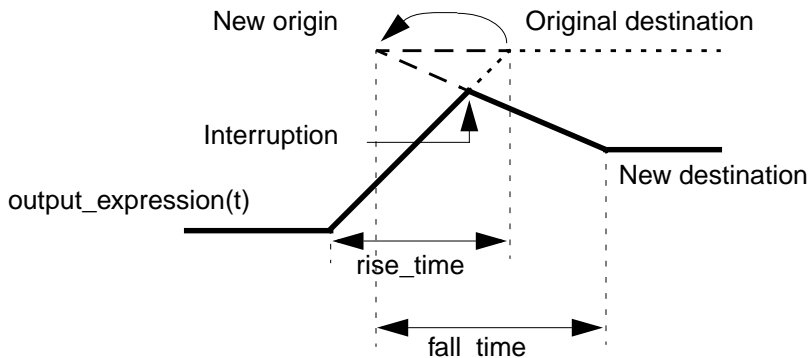 New origin
Original destination
Interruption
New destination
output_expression(t)
rise_time
fall_time